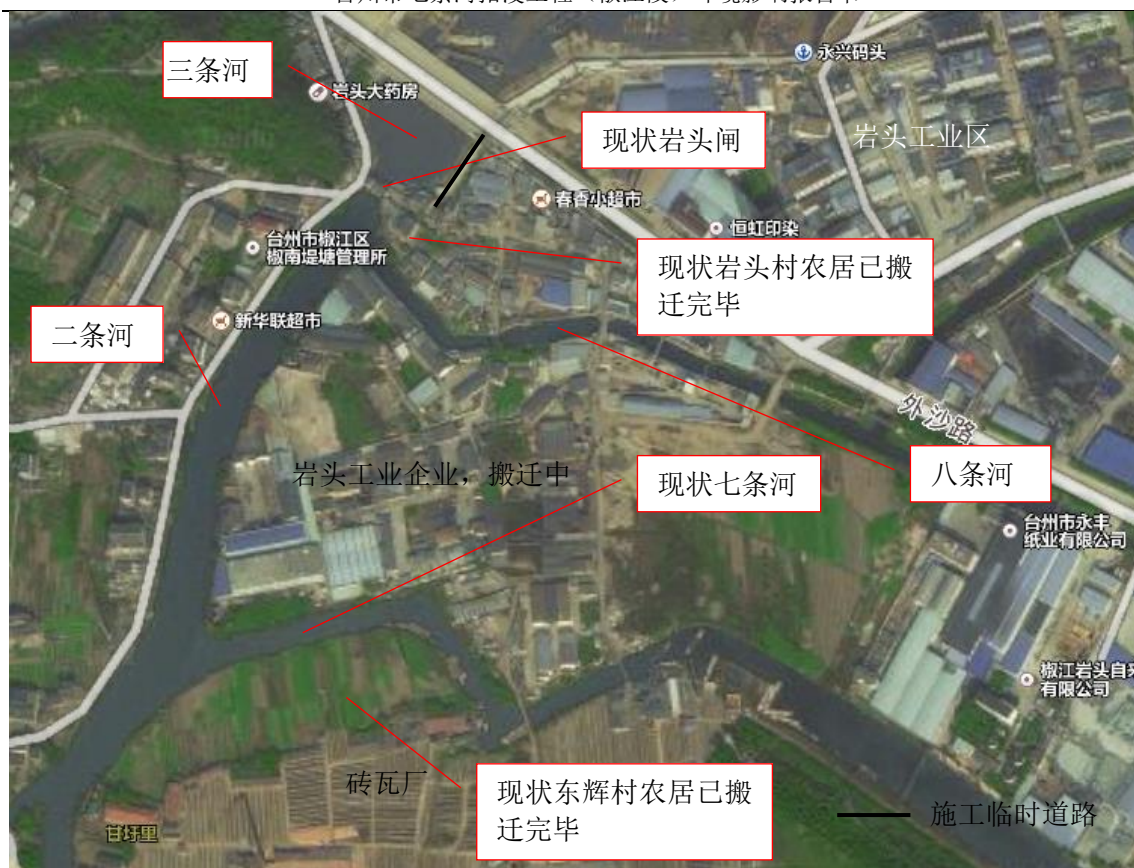 三条河
岩头大药房
永兴码头
岩头工业区
现状岩头闸
春香小超市
恒虹印染
台州市椒江区
椒南堤塘管理所
现状岩头村农居已搬
迁完毕
新华联超市
二条河
外沙路
岩头工业企业，搬迁中
现状七条河
八条河
台州市永丰
纸业有限公司
椒江岩头自来
有限公司
砖瓦厂
现状东辉村农居已搬
迁完毕
施工临时道路
甘圩里